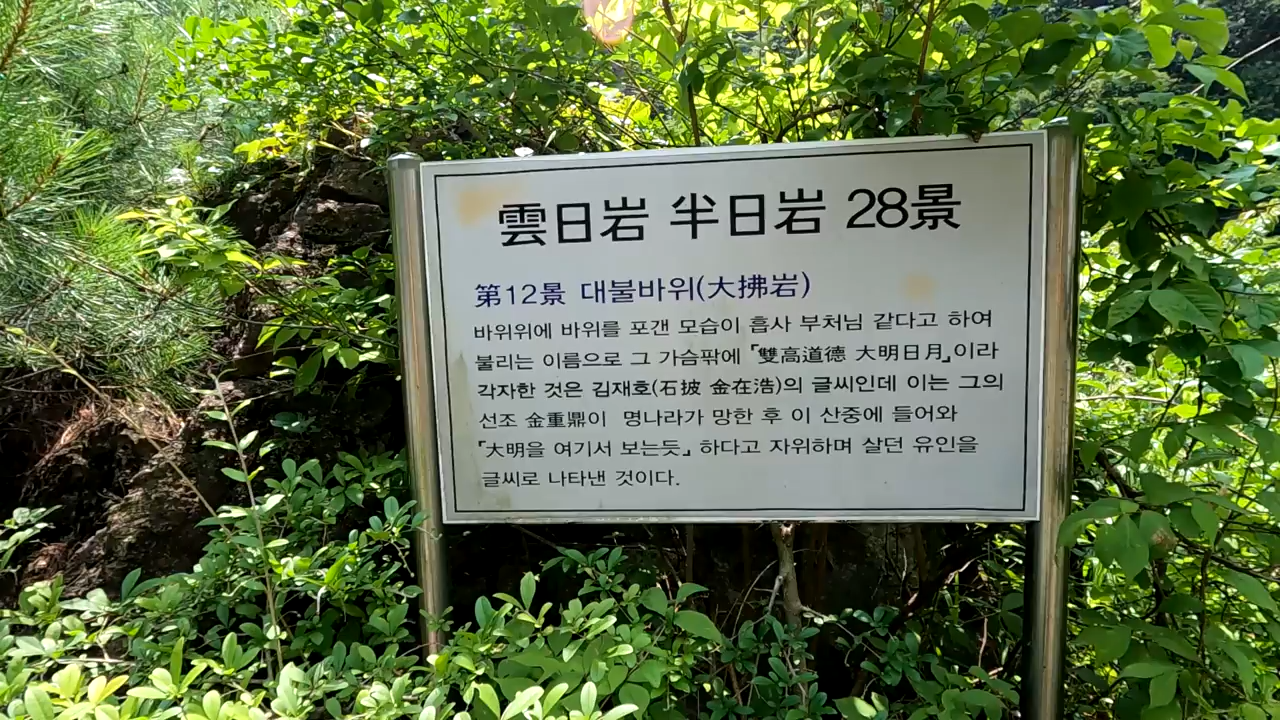 雲日岩 半日岩 28景
第12景 대불바위(大拂岩)
바위위에 바위를 포갠 모습이 흡사 부처님 같다고 하여
불리는 이름으로 그 가슴팍에 「雙高道德 大明日月」이라
각자한 것은 김재호(石披 金在浩)의 글씨인데 이는 그의
선조 金重鼎이 명나라가 망한 후 이 산중에 들어와
「大明을 여기서 보는듯」 하다고 자위하며 살던 유인을
글씨로 나타낸 것이다.